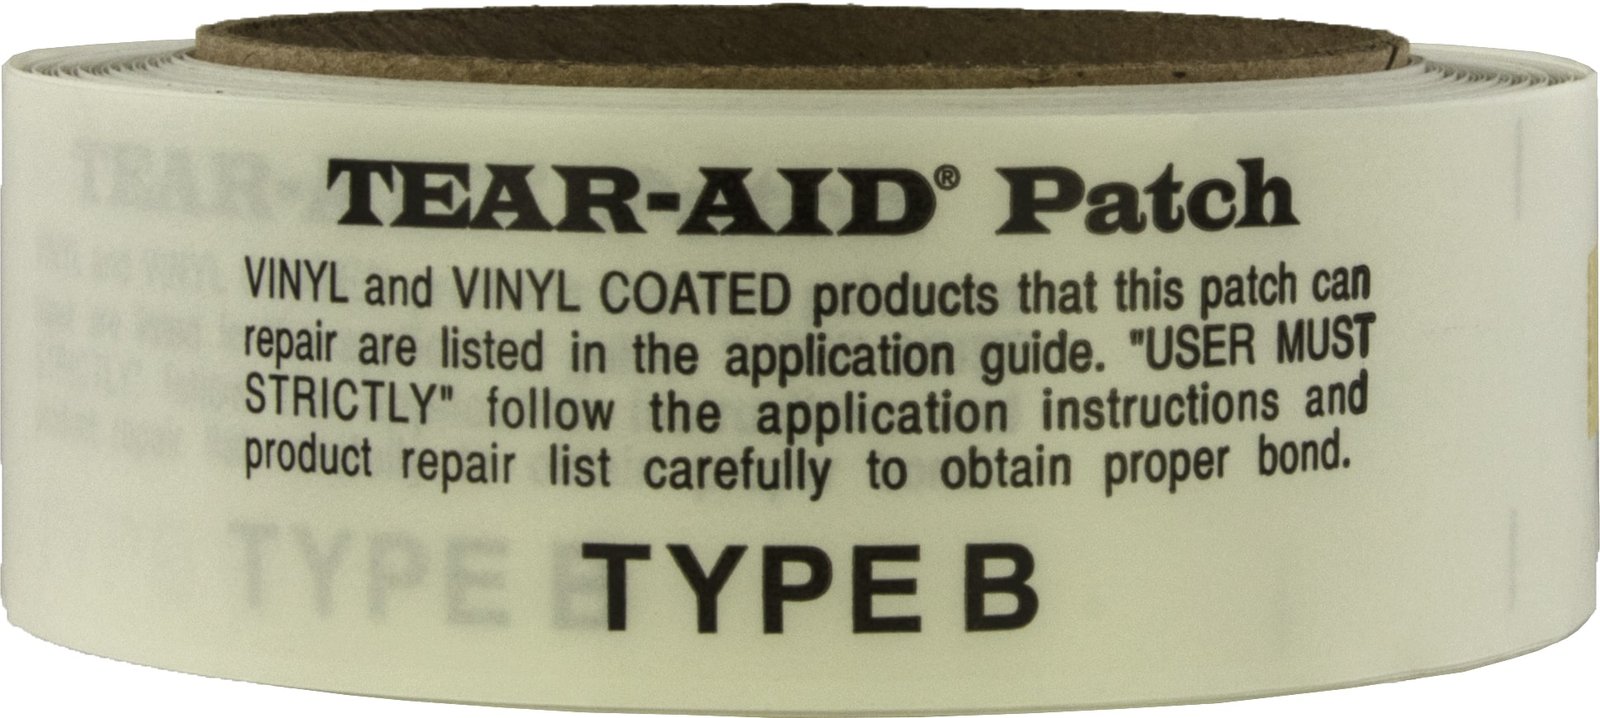 TEAR-AID® Patch
VINYL and VINYL COATED products that this patch can
repair are listed in the application guide. "USER MUST
STRICTLY" follow the application instructions and
product repair list carefully to obtain proper bond.
TYPE B